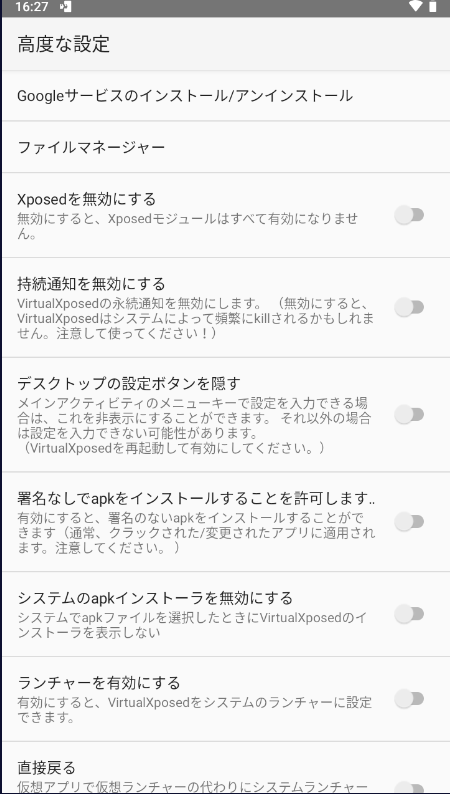 16:27
高度な設定
Googleサービスのインストール/アンインストール
ファイルマネージャー
Xposedを無効にする
無効にすると、Xposedモジュールはすべて有効になりませ
ん。
持続通知を無効にする
VirtualXposedの永続通知を無効にします。 （無効にすると、
VirtualXposedはシステムによって頻繁にkillされるかもしれま
せん。注意して使ってください！）
デスクトップの設定ボタンを隠す
メインアクティビティのメニューキーで設定を入力できる場
合は、これを非表示にすることができます。 それ以外の場合
は設定を入力できない可能性があります。
（VirtualXposedを再起動して有効にしてください。）
署名なしでapkをインストールすることを許可します..
有効にすると、署名のないapkをインストールすることがで
きます（通常、クラックされた/変更されたアプリに適用され
ます。注意してください。 ）
システムのapkインストーラを無効にする
システムでapkファイルを選択したときにVirtualXposedのイ
ンストーラを表示しない
ランチャーを有効にする
有効にすると、VirtualXposedをシステムのランチャーに設定
できます。
直接戻る
仮想アプリで仮想ランチャーの代わりにシステムランチャー